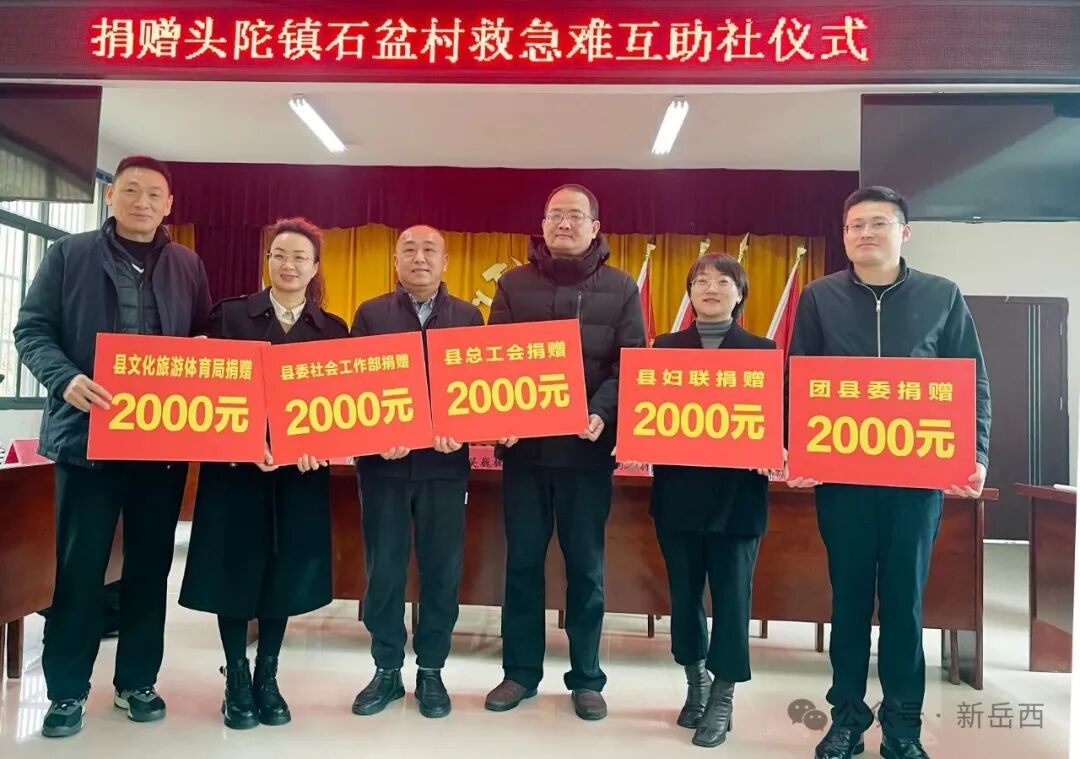 捐赠头陀镇石盆村救急难互助社仪式
县文化旅游体育局捐赠
2000元
县委社会工作部捐赠
2000元
县总工会捐赠
2000元
县妇联捐赠
2000元
团县委捐赠
2000元
公众号·新岳西